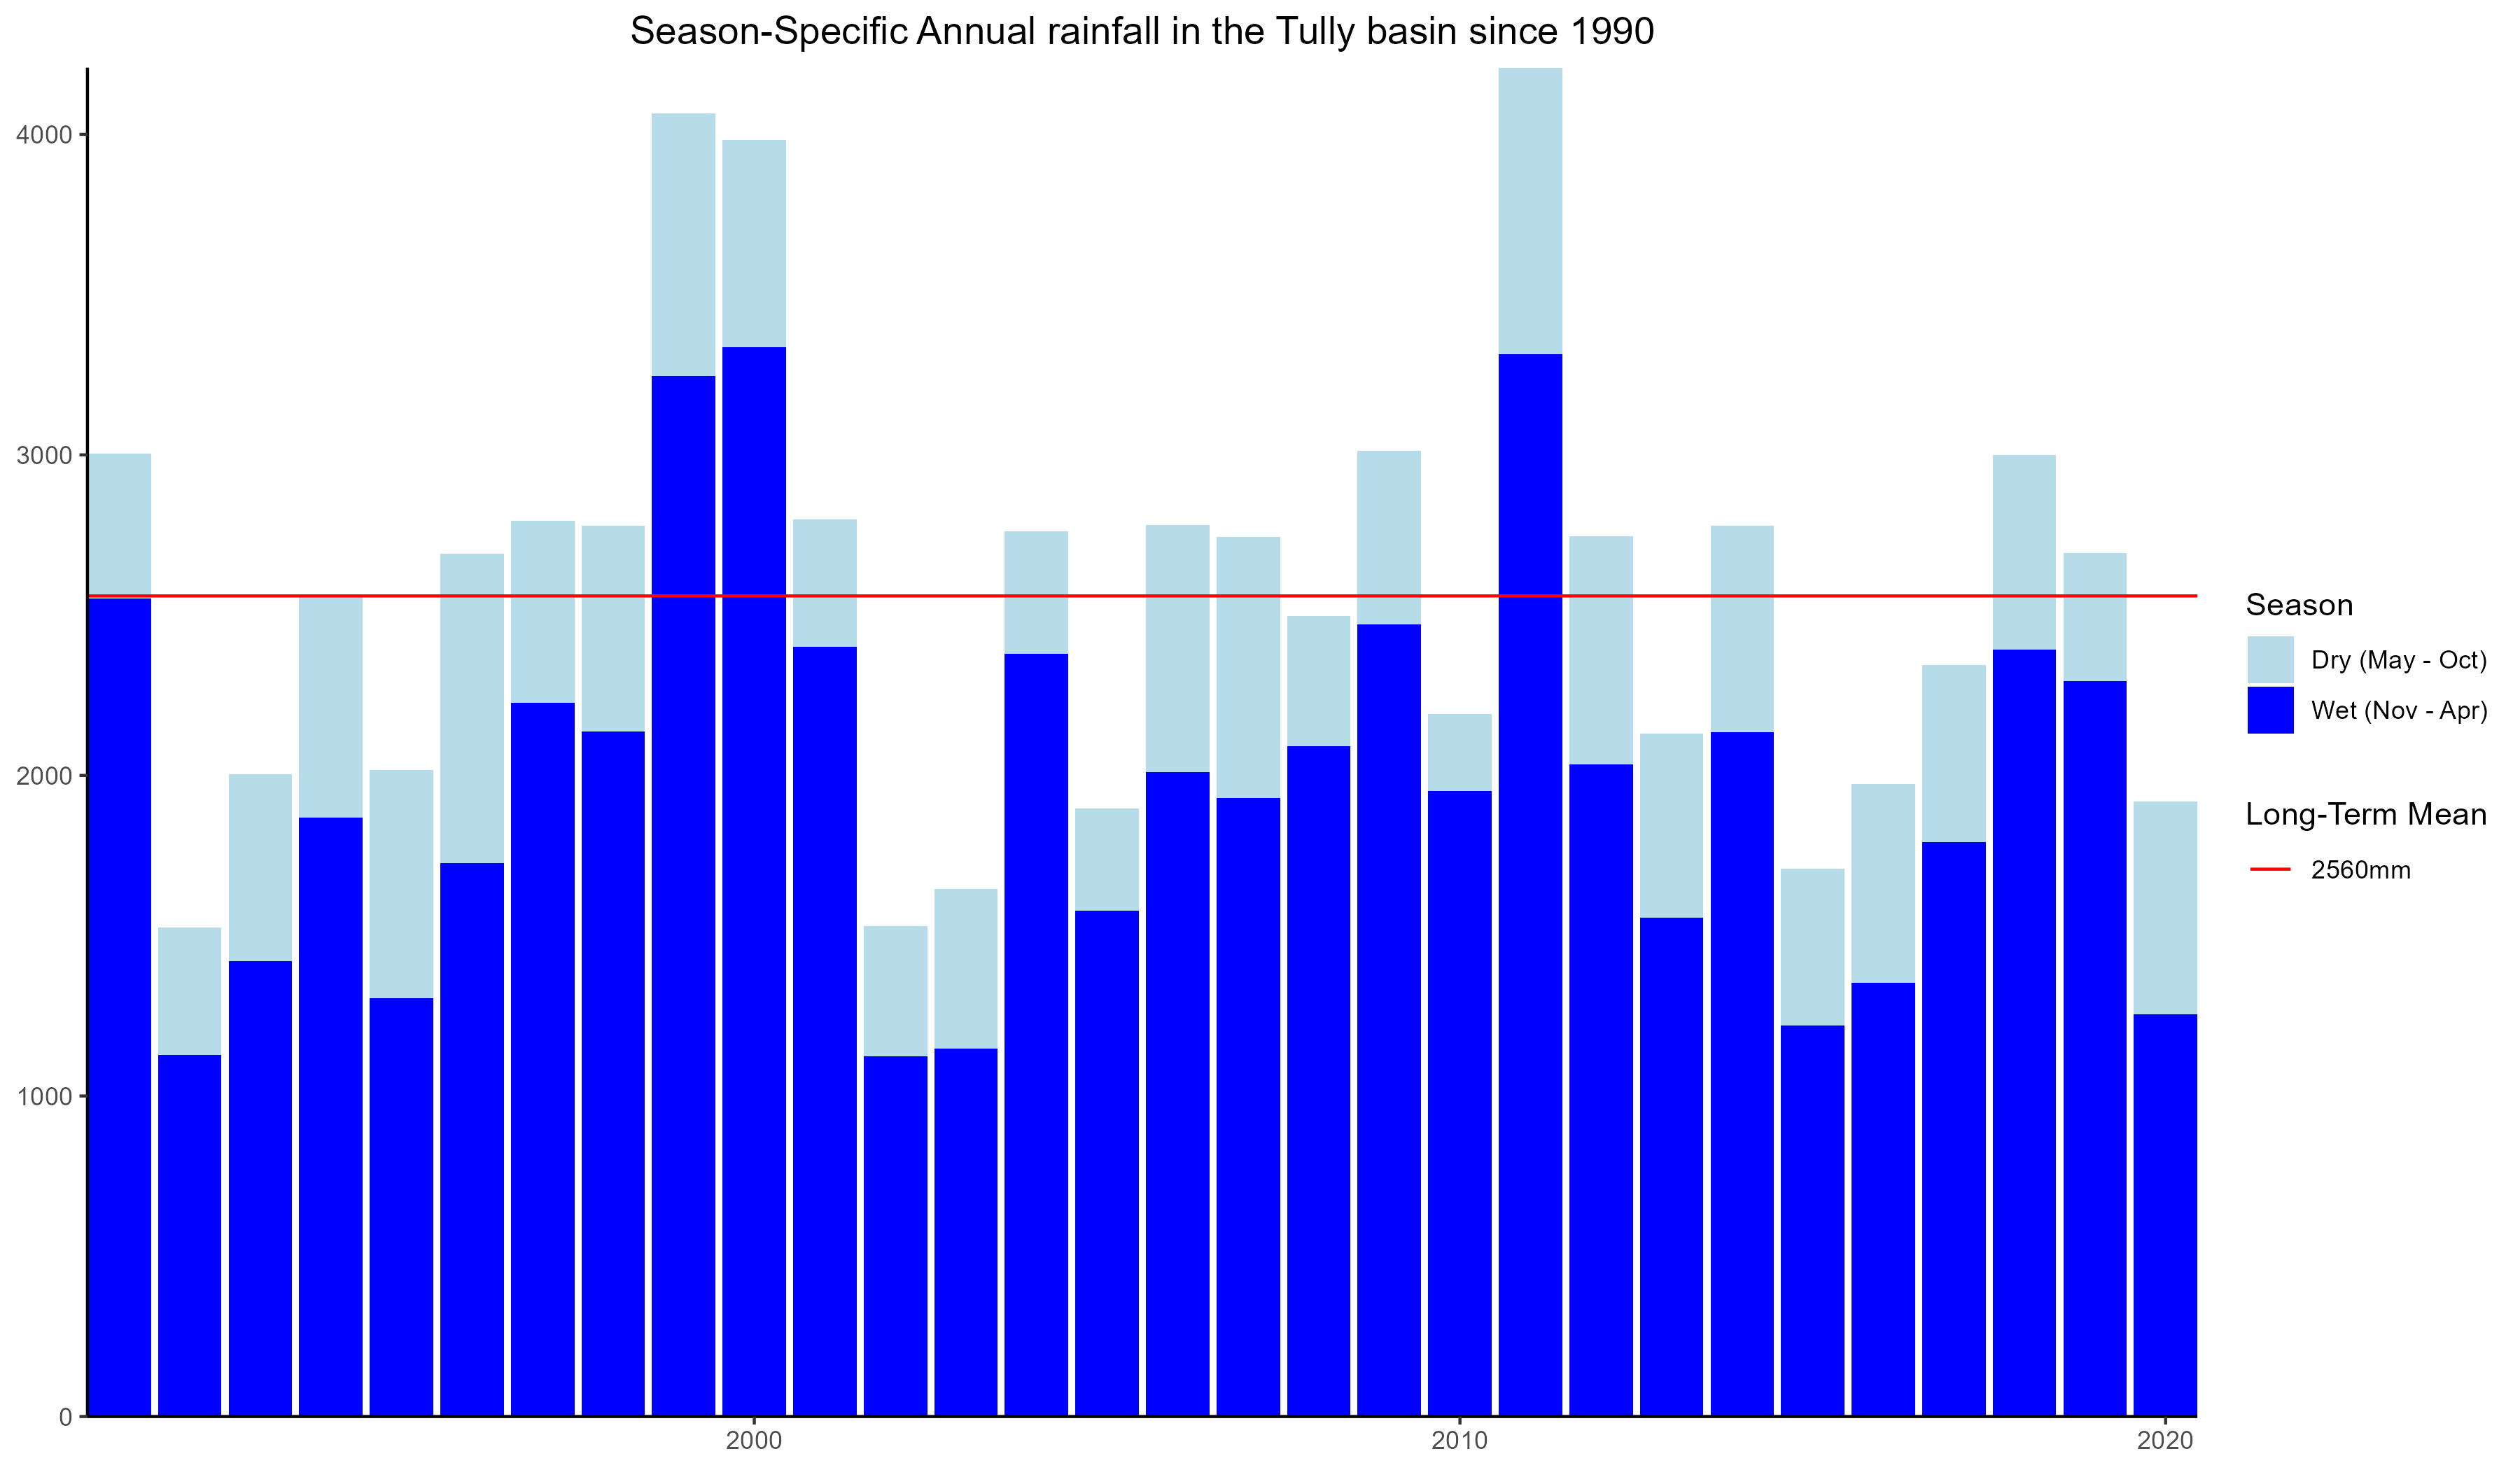 Season-Specific Annual rainfall in the Tully basin since 1990
4000
3000
2000
1000
0
2000
2010
2020
Season
Dry (May - Oct)
Wet (Nov - Apr)
Long-Term Mean
2560mm